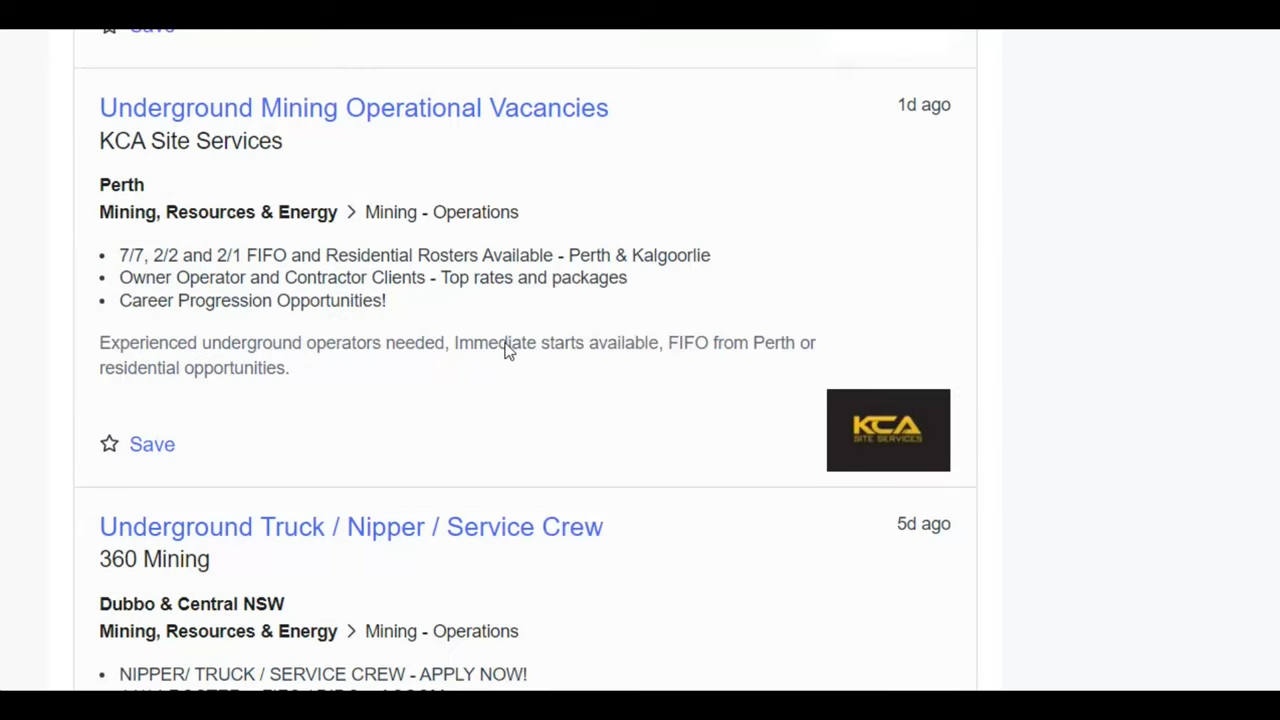 Save
Underground Mining Operational Vacancies
1d ago
KCA Site Services
Perth
Mining, Resources & Energy > Mining - Operations
• 7/7, 2/2 and 2/1 FIFO and Residential Rosters Available - Perth & Kalgoorlie
• Owner Operator and Contractor Clients - Top rates and packages
• Career Progression Opportunities!
Experienced underground operators needed, Immediate starts available, FIFO from Perth or
residential opportunities.
KCA
SITE SERVICES
Save
Underground Truck / Nipper / Service Crew
5d ago
360 Mining
Dubbo & Central NSW
Mining, Resources & Energy > Mining - Operations
• NIPPER/ TRUCK / SERVICE CREW - APPLY NOW!